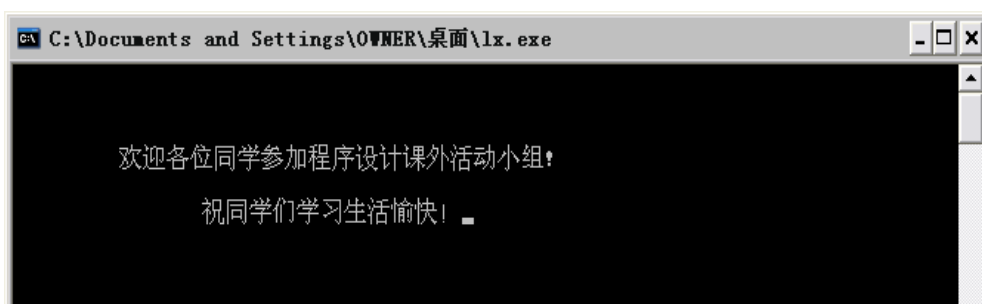 C:\Documents and Settings\OWNER\桌面\lx.exe
欢迎各位同学参加程序设计课外活动小组!
祝同学们学习生活愉快!